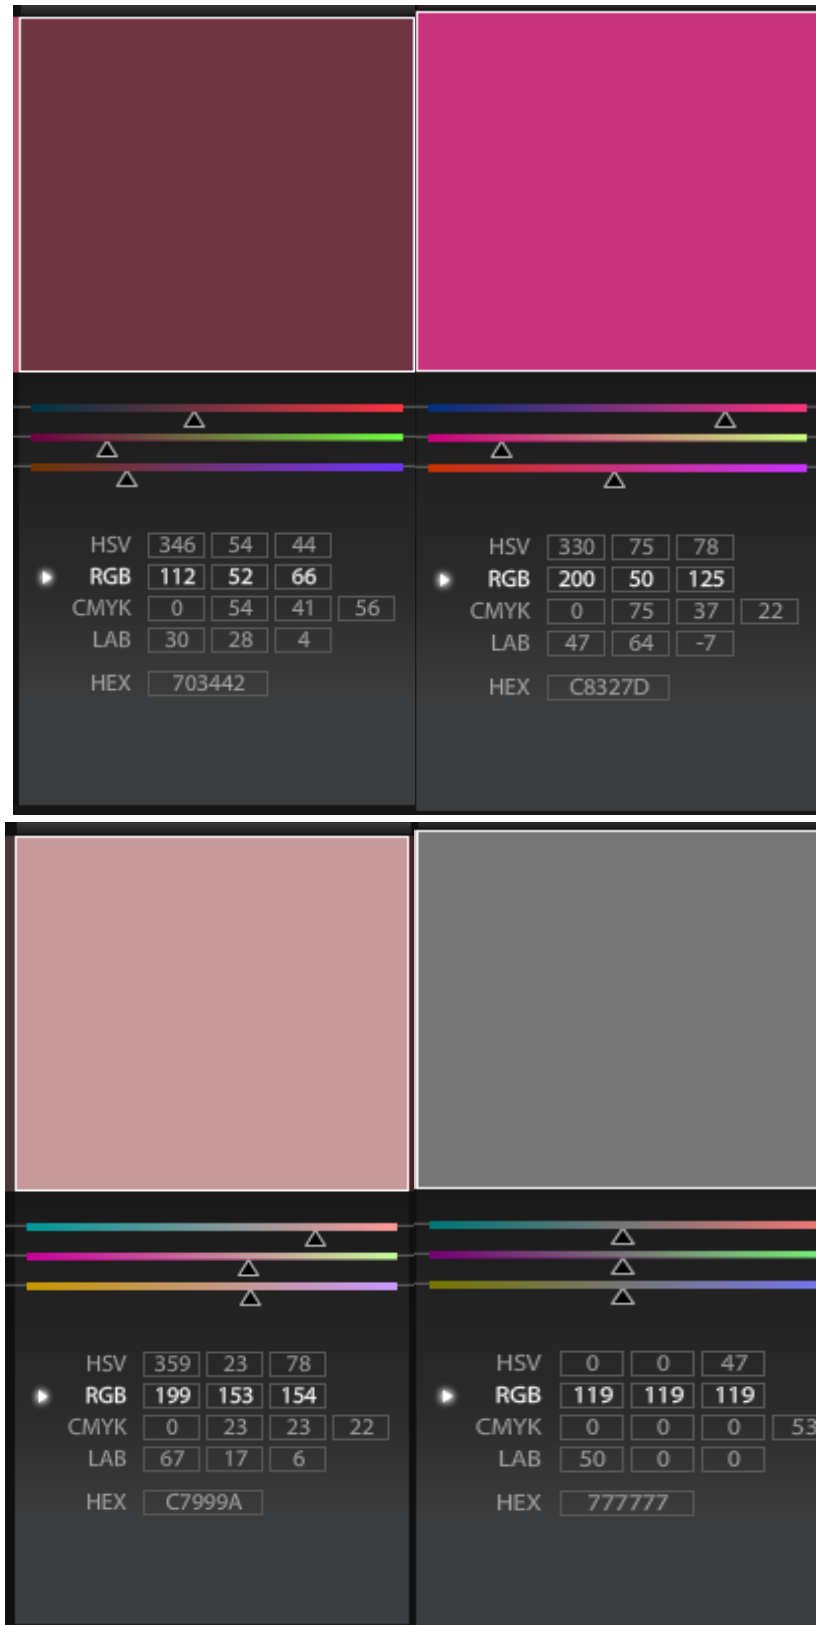 HSV 346 54 44
RGB 112 52 66
CMYK 0 54 41 56
LAB 30 28 4
HEX 703442
HSV 330 75 78
RGB 200 50 125
CMYK 0 75 37 22
LAB 47 64 -7
HEX C8327D
HSV 359 23 78
RGB 199 153 154
CMYK 0 23 23 22
LAB 67 17 6
HEX C7999A
HSV 0 0 47
RGB 119 119 119
CMYK 0 0 0 53
LAB 50 0 0
HEX 777777